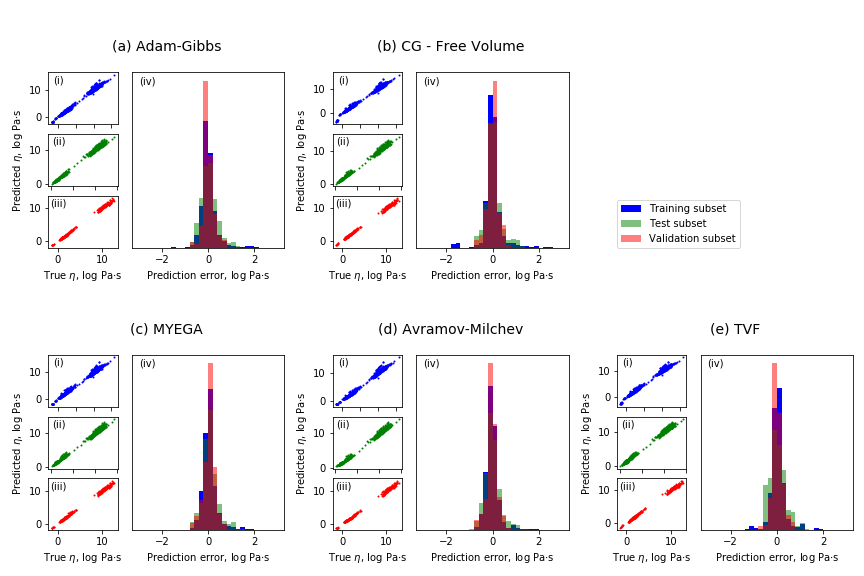 (a) Adam-Gibbs
(b) CG - Free Volume
(i)
(ii)
(iii)
(iv)
10
0
10
0
10
0
Predicted η, log Pa·s
0 10
True η, log Pa·s
−2 0 2
Prediction error, log Pa·s
(i)
(ii)
(iii)
(iv)
10
0
10
0
10
0
Predicted η, log Pa·s
0 10
True η, log Pa·s
−2 0 2
Prediction error, log Pa·s
Training subset
Test subset
Validation subset
(c) MYEGA
(d) Avramov-Milchev
(e) TVF
(i)
(ii)
(iii)
(iv)
10
0
10
0
10
0
Predicted η, log Pa·s
0 10
True η, log Pa·s
−2 0 2
Prediction error, log Pa·s
(i)
(ii)
(iii)
(iv)
10
0
10
0
10
0
Predicted η, log Pa·s
0 10
True η, log Pa·s
−2 0 2
Prediction error, log Pa·s
(i)
(ii)
(iii)
(iv)
10
0
10
0
10
0
Predicted η, log Pa·s
0 10
True η, log Pa·s
−2 0 2
Prediction error, log Pa·s